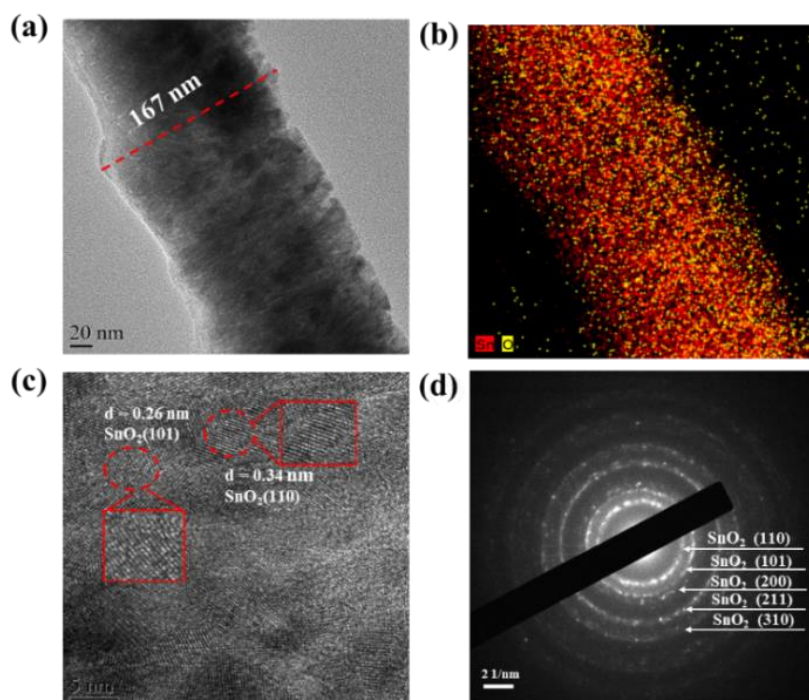 (a)
167 nm
20 nm
(b)
Sn O
(c)
d = 0.26 nm
SnO₂(101)
d = 0.34 nm
SnO₂(110)
5 nm
(d)
SnO₂ (110)
SnO₂ (101)
SnO₂ (200)
SnO₂ (211)
SnO₂ (310)
2 1/nm